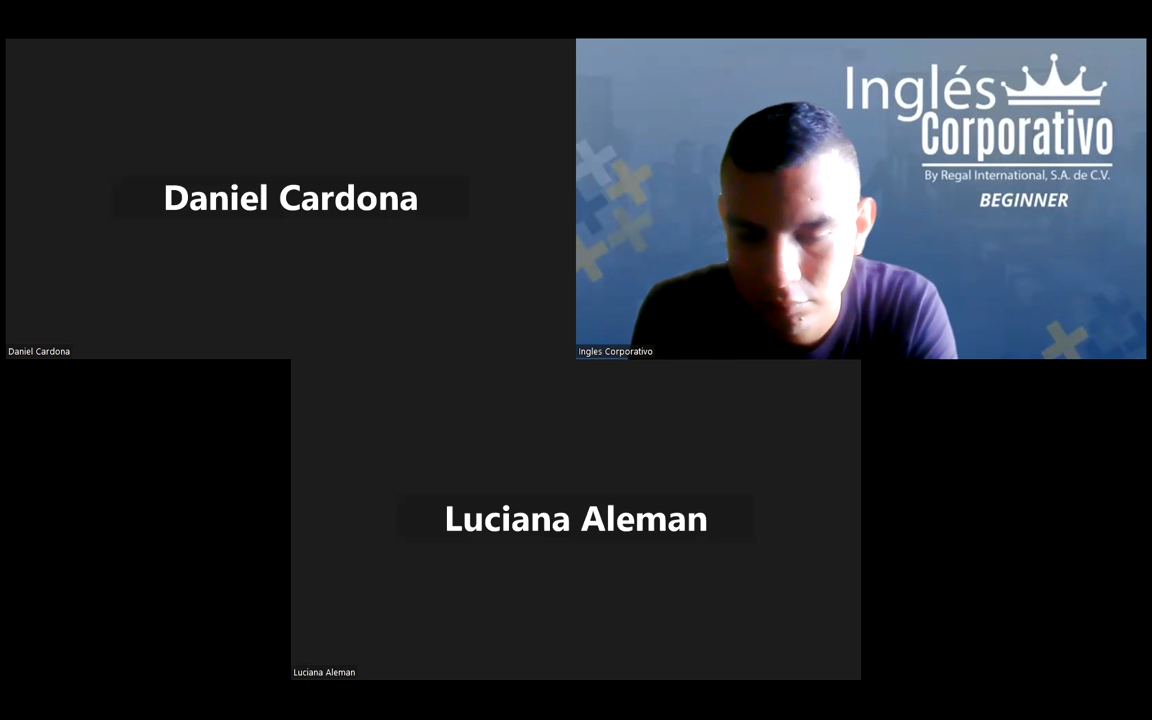 Daniel Cardona
Daniel Cardona
Inglés
Corporativo
By Regal International, S.A. de C.V.
BEGINNER
Ingles Corporativo
Luciana Aleman
Luciana Aleman